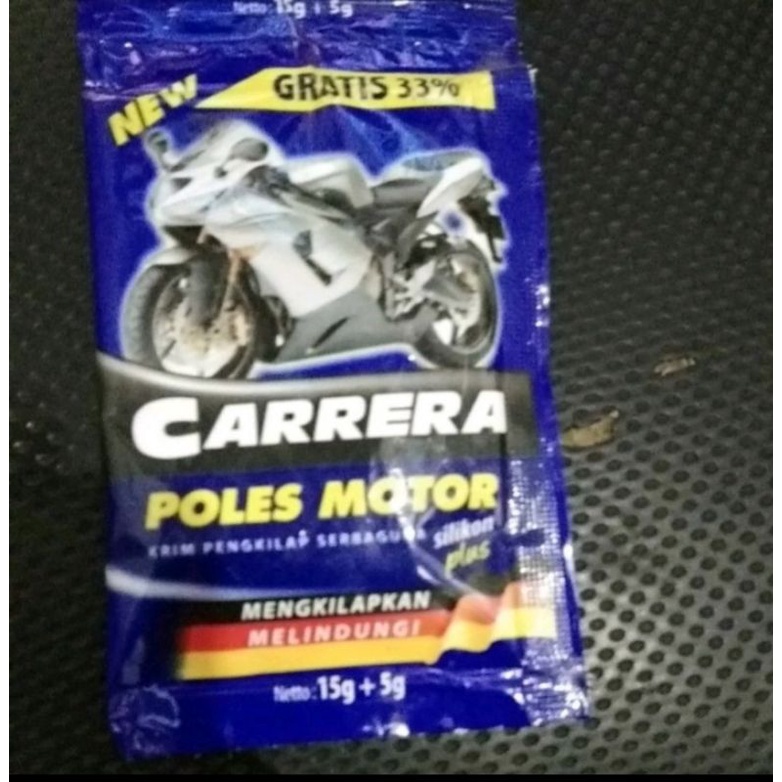 Netto: 15g + 5g
NEW
GRATIS 33%
CARRERA
POLES MOTOR
KRIM PENGKILAP SERBAGUNA
silikon
plus
MENGKILAPKAN
MELINDUNGI
Netto: 15g + 5g